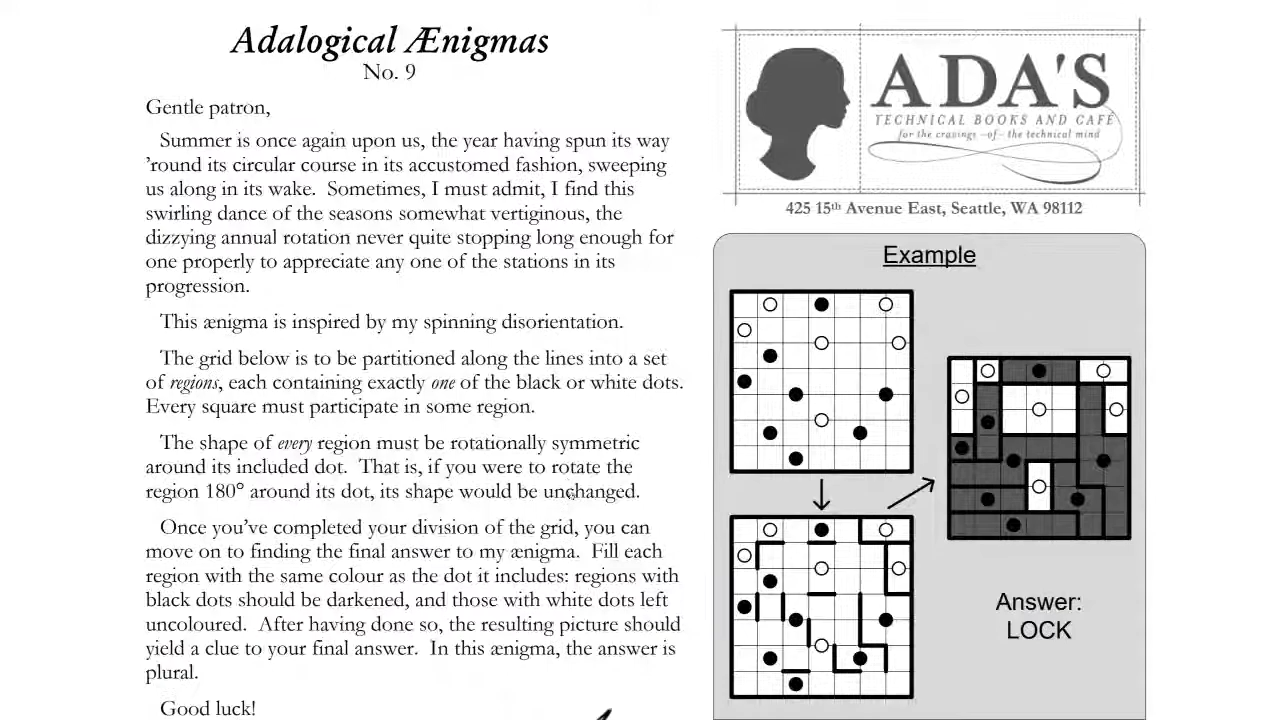 Adalogical Ænigmas
No. 9
Gentle patron,
Summer is once again upon us, the year having spun its way
’round its circular course in its accustomed fashion, sweeping
us along in its wake.  Sometimes, I must admit, I find this
swirling dance of the seasons somewhat vertiginous, the
dizzying annual rotation never quite stopping long enough for
one properly to appreciate any one of the stations in its
progression.
This ænigma is inspired by my spinning disorientation.
The grid below is to be partitioned along the lines into a set
of regions, each containing exactly one of the black or white dots.
Every square must participate in some region.
The shape of every region must be rotationally symmetric
around its included dot.  That is, if you were to rotate the
region 180° around its dot, its shape would be unchanged.
Once you’ve completed your division of the grid, you can
move on to finding the final answer to my ænigma.  Fill each
region with the same colour as the dot it includes: regions with
black dots should be darkened, and those with white dots left
uncoloured.  After having done so, the resulting picture should
yield a clue to your final answer.  In this ænigma, the answer is
plural.
Good luck!
ADA'S
TECHNICAL BOOKS AND CAFÉ
for the cravings -of- the technical mind
425 15th Avenue East, Seattle, WA 98112
Example
Answer:
LOCK